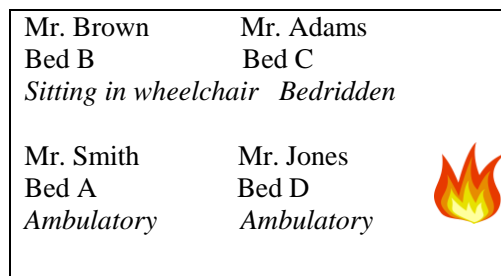 Mr. Brown Mr. Adams
Bed B Bed C
Sitting in wheelchair Bedridden
Mr. Smith Mr. Jones
Bed A Bed D
Ambulatory Ambulatory